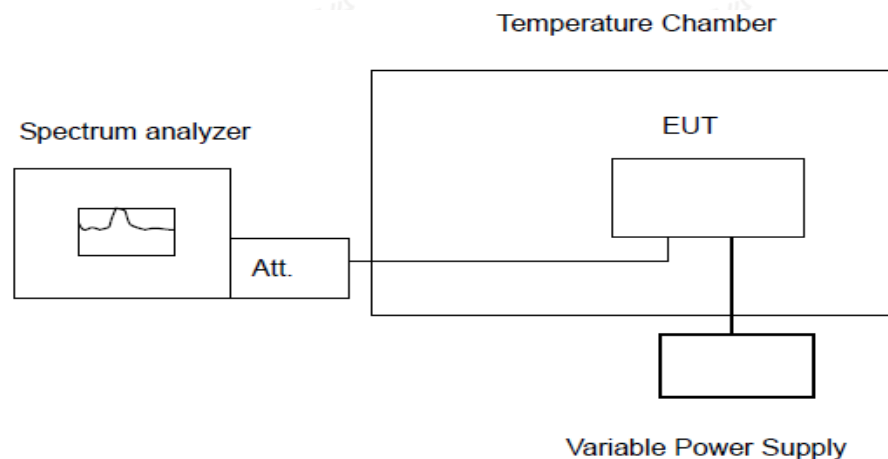 Temperature Chamber
Spectrum analyzer
EUT
Att.
Variable Power Supply